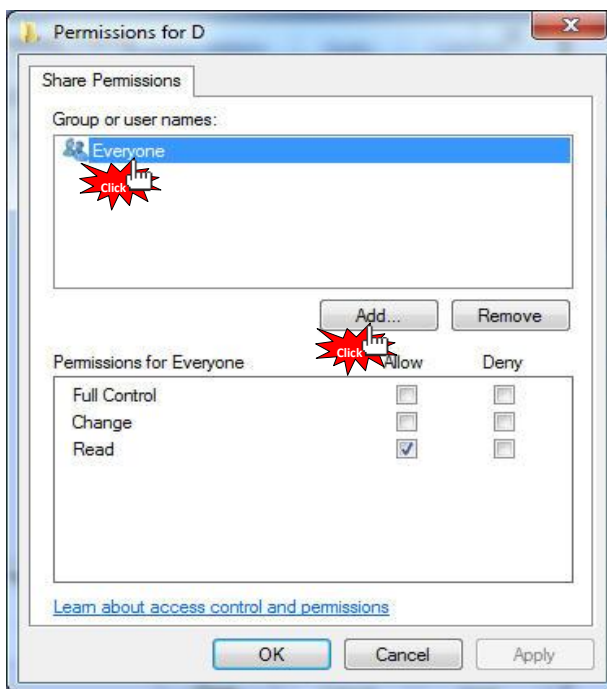 Permissions for D
Share Permissions
Group or user names:
Everyone
Click
Add... Remove
Click
Permissions for Everyone Allow Deny
Full Control
Change
Read
Learn about access control and permissions
OK Cancel Apply